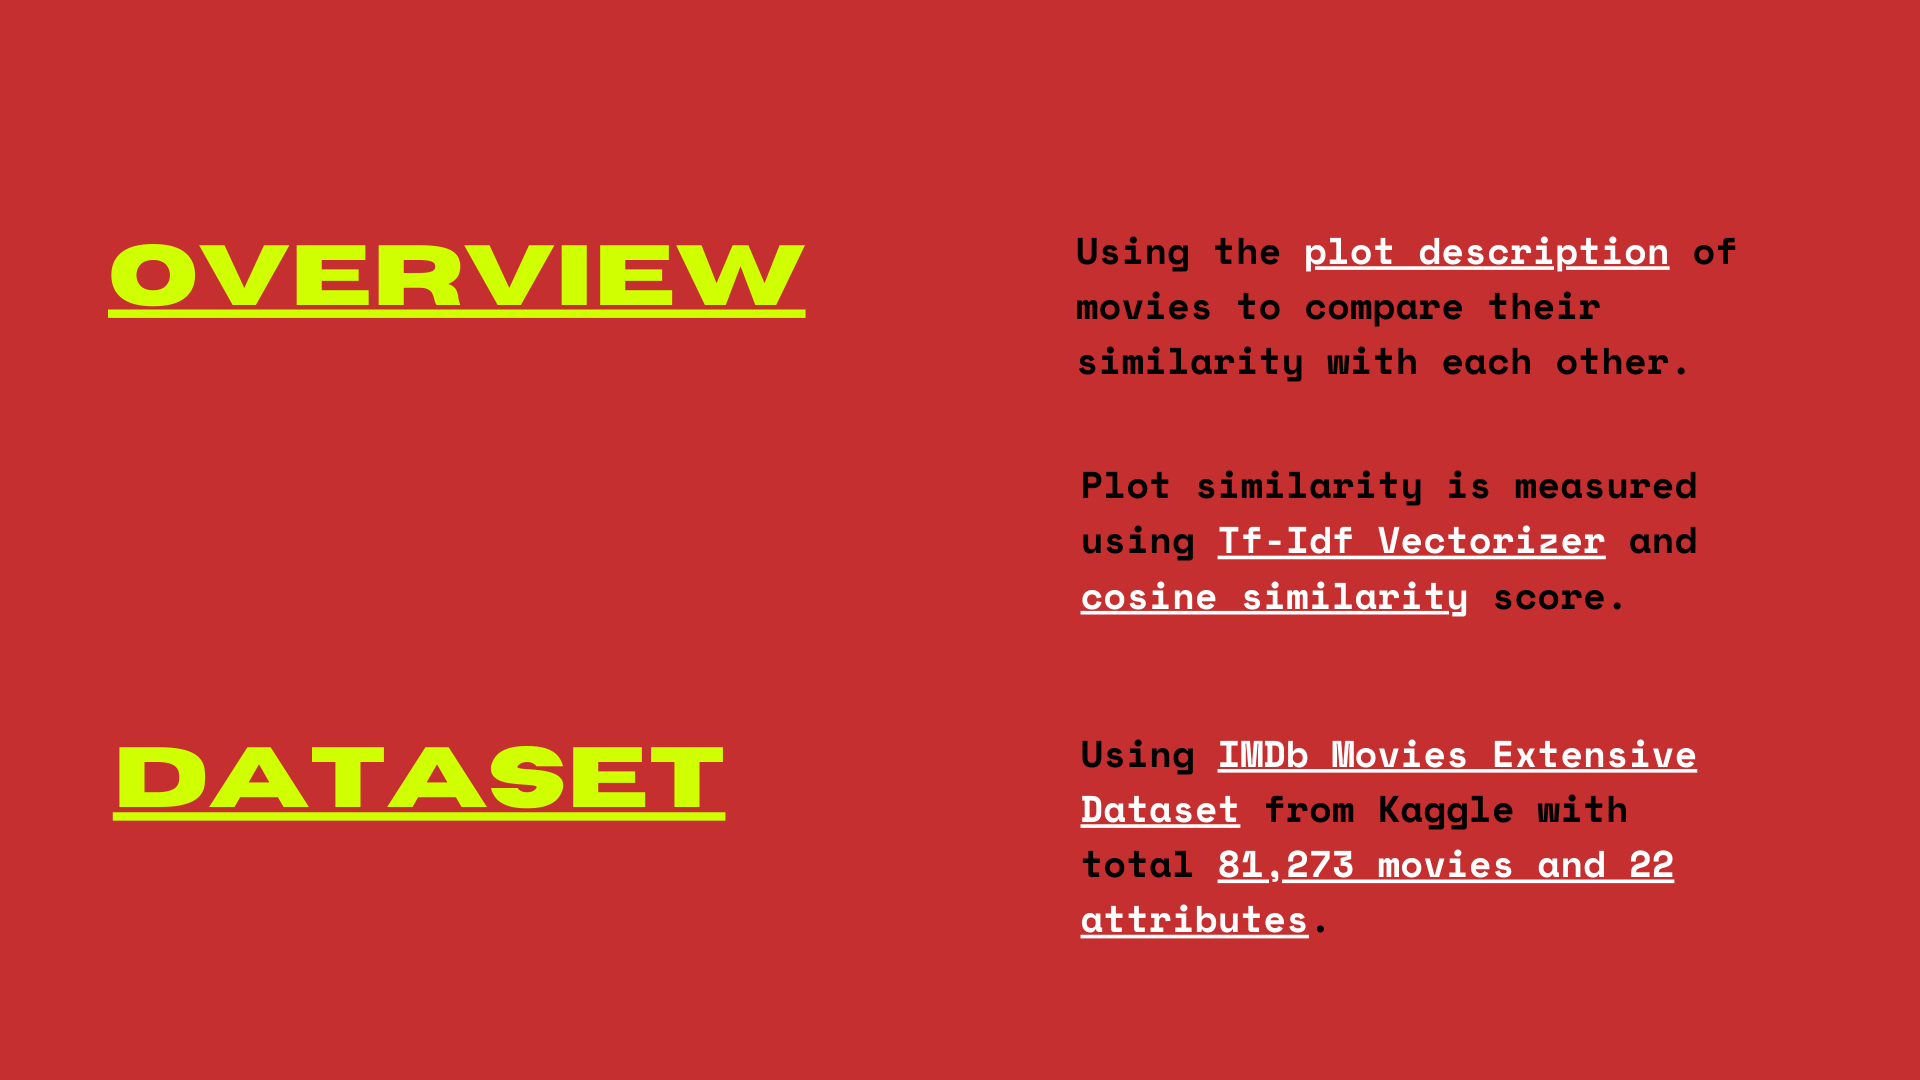 OVERVIEW
Using the plot description of
movies to compare their
similarity with each other.
Plot similarity is measured
using Tf-Idf Vectorizer and
cosine similarity score.
DATASET
Using IMDb Movies Extensive
Dataset from Kaggle with
total 81,273 movies and 22
attributes.